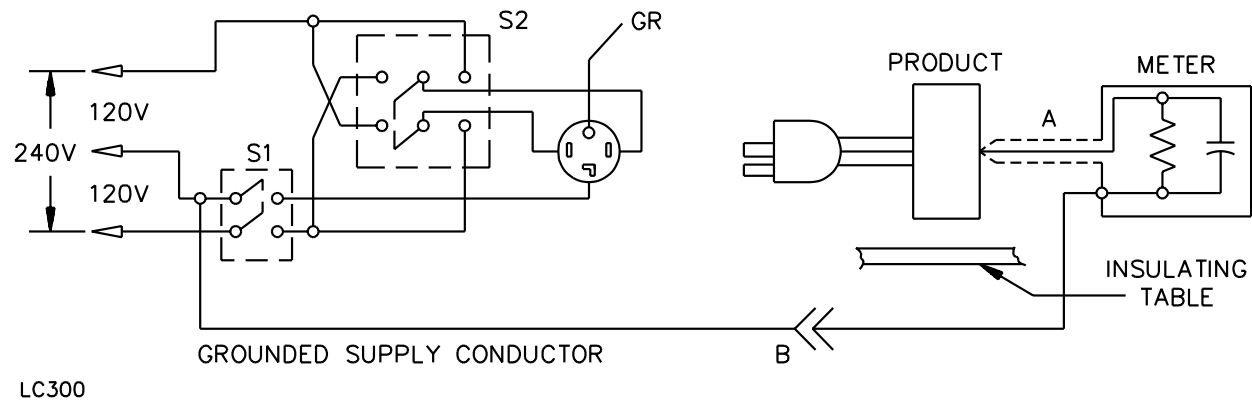 S2
GR
PRODUCT
METER
120V
A
240V
S1
120V
INSULATING
TABLE
GROUNDED SUPPLY CONDUCTOR
B
LC300